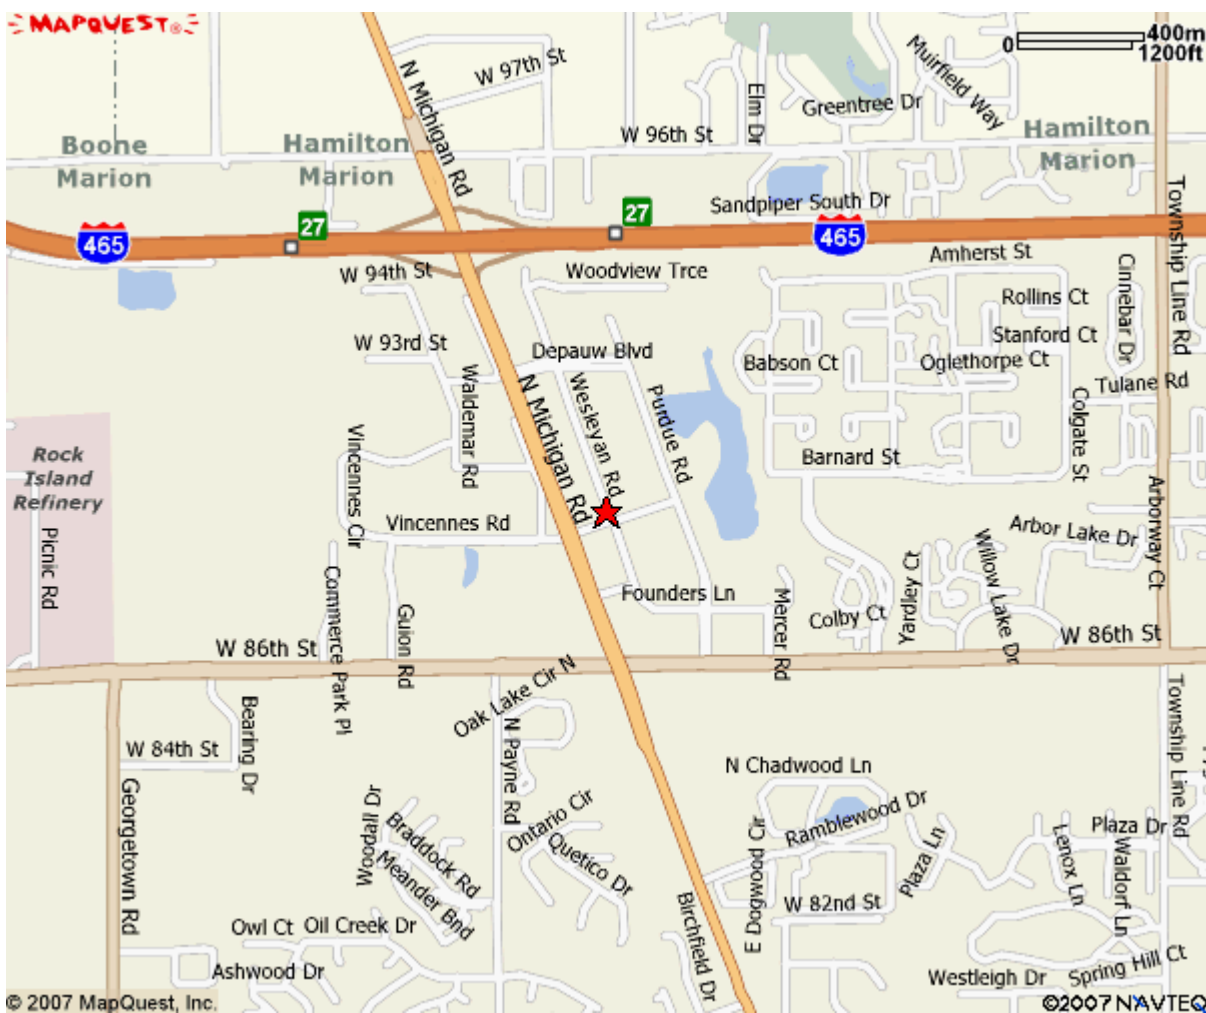 MAPQUEST®
400m
0
1200ft
W 97th St
N Michigan Rd
Elm Dr
Muirfield Way
Greentree Dr
W 96th St
Boone
Marion
Hamilton
Marion
Hamilton
Marion
Sandpiper South Dr
Township Line Rd
27
27
465
465
W 94th St
Woodview Trce
Amherst St
Cinnebar Dr
Rollins Ct
Stanford Ct
W 93rd St
Depauw Blvd
Babson Ct
Oglethorpe Ct
Tulane Rd
Waldemar Rd
N Michigan Rd
Wesleyan Rd
Purdue Rd
Colgate St
Barnard St
Rock
Island
Refinery
Vincennes Cir
Vincennes Rd
Arborway Ct
Arbor Lake Dr
Picnic Rd
Commerce Park Pl
Guion Rd
Founders Ln
Mercer Rd
Colby Ct
Yardley Ct
Willow Lake Dr
W 86th St
W 86th St
Bearing Dr
Oak Lake Cir N
N Payne Rd
Township Line Rd
W 84th St
Georgetown Rd
N Chadwood Ln
Ramblewood Dr
Woodall Dr
Braddock Rd
Meander Bnd
Ontario Cir
Quetico Dr
E Dogwood Cir
Plaza Ln
Lenox Ln
Plaza Dr
Waldorf Ln
W 82nd St
Birchfield Dr
Owl Ct
Oil Creek Dr
Ashwood Dr
Westleigh Dr
Spring Hill Ct
© 2007 MapQuest, Inc.
©2007 NAVTEQ